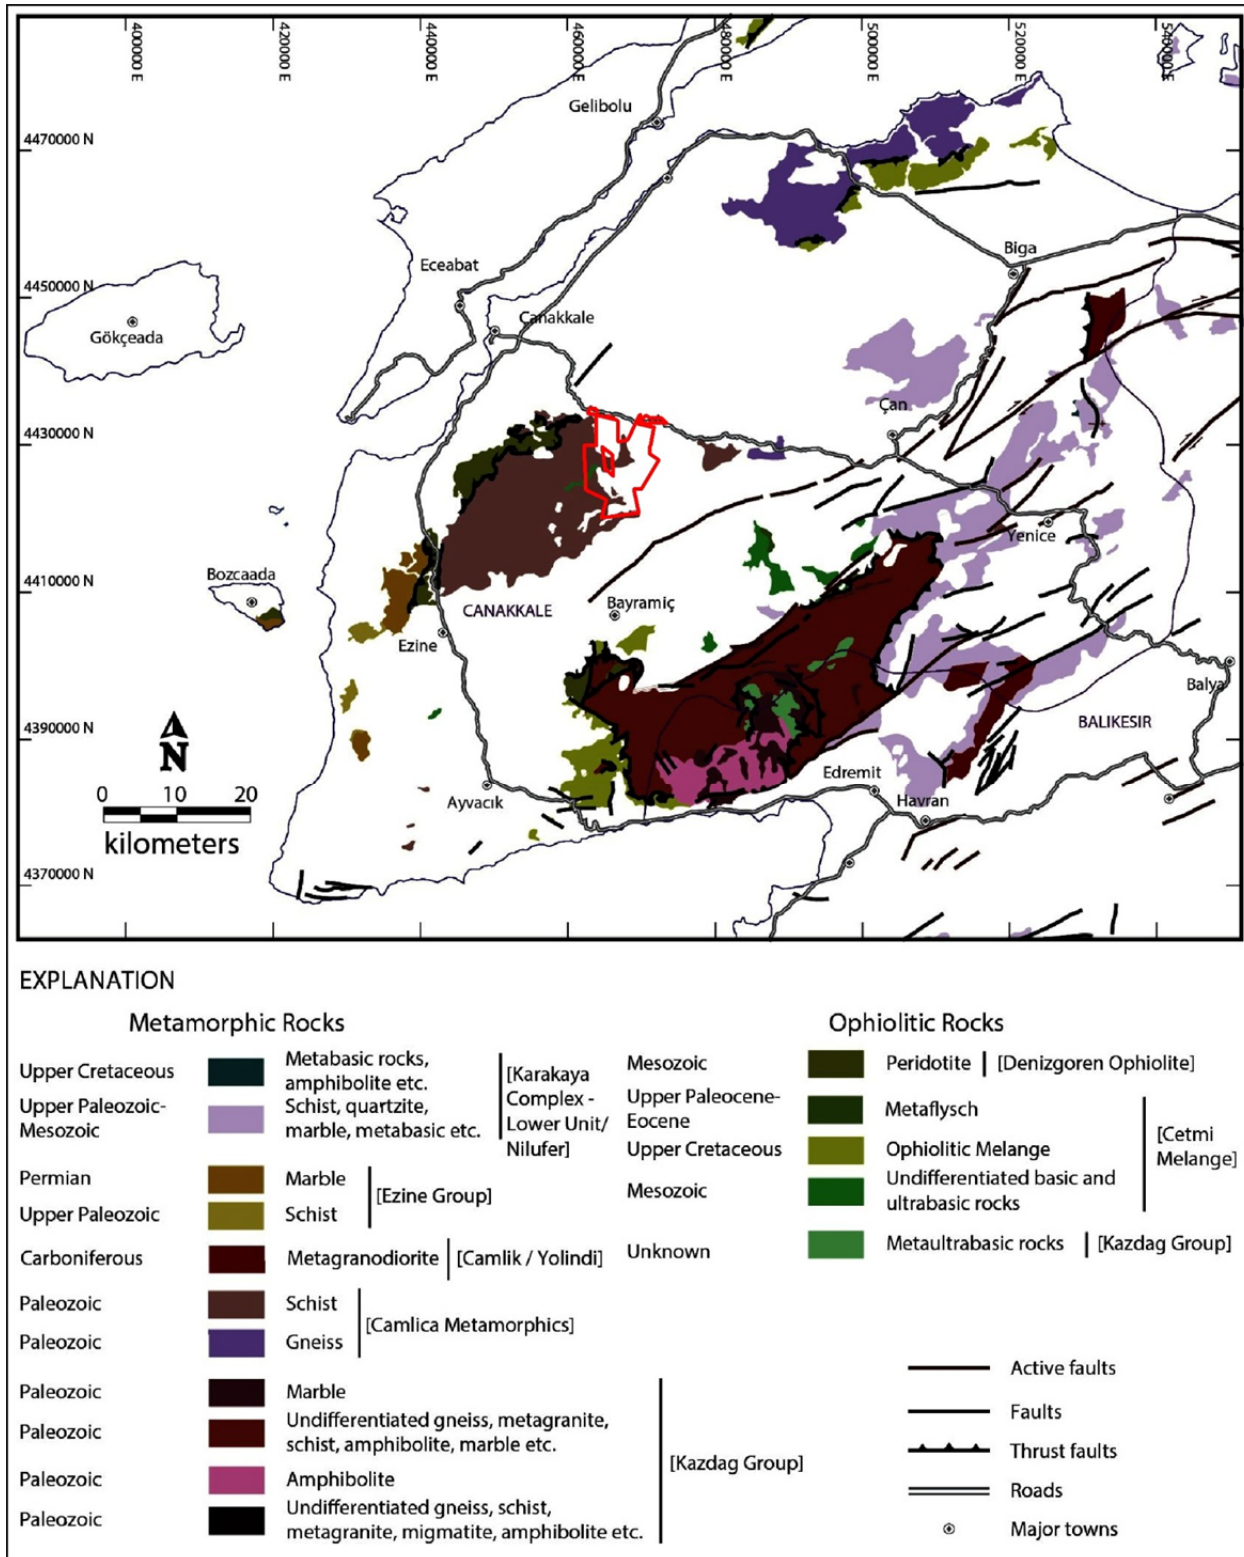 400000 E
420000 E
440000 E
460000 E
480000 E
500000 E
520000 E
540000 E
4470000 N
4450000 N
4430000 N
4410000 N
4390000 N
4370000 N
Gelibolu
Eceabat
Biga
Gökçeada
Çanakkale
Çan
Yenice
Bozcaada
CANAKKALE
Bayramiç
Ezine
Balya
BALIKESIR
N
0 10 20
kilometers
Ayvacık
Edremit
Havran
EXPLANATION
Metamorphic Rocks
Upper Cretaceous
Metabasic rocks,
amphibolite etc.
Upper Paleozoic-
Mesozoic
Schist, quartzite,
marble, metabasic etc.
[Karakaya
Complex -
Lower Unit/
Nilufer]
Permian
Marble
Upper Paleozoic
Schist
[Ezine Group]
Carboniferous
Metagranodiorite
[Camlik / Yolindi]
Paleozoic
Schist
Paleozoic
Gneiss
[Camlica Metamorphics]
Paleozoic
Marble
Paleozoic
Undifferentiated gneiss, metagranite,
schist, amphibolite, marble etc.
Paleozoic
Amphibolite
Paleozoic
Undifferentiated gneiss, schist,
metagranite, migmatite, amphibolite etc.
[Kazdag Group]
Ophiolitic Rocks
Mesozoic
Peridotite
[Denizgoren Ophiolite]
Upper Paleocene-
Eocene
Metaflysch
Upper Cretaceous
Ophiolitic Melange
Mesozoic
Undifferentiated basic and
ultrabasic rocks
[Cetmi
Melange]
Unknown
Metaultrabasic rocks
[Kazdag Group]
Active faults
Faults
Thrust faults
Roads
Major towns